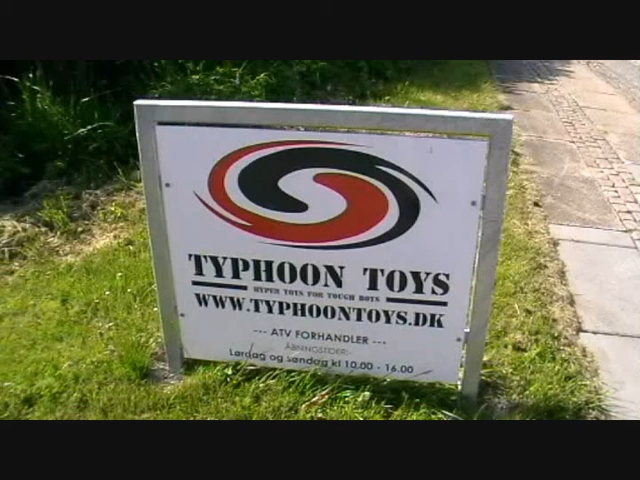 TYPHOON TOYS
HYPER TOYS FOR TOUGH BOYS
WWW.TYPHOONTOYS.DK
--- ATV FORHANDLER ---
ÅBNINGSTIDER:
Lørdag og søndag kl 10.00 - 16.00